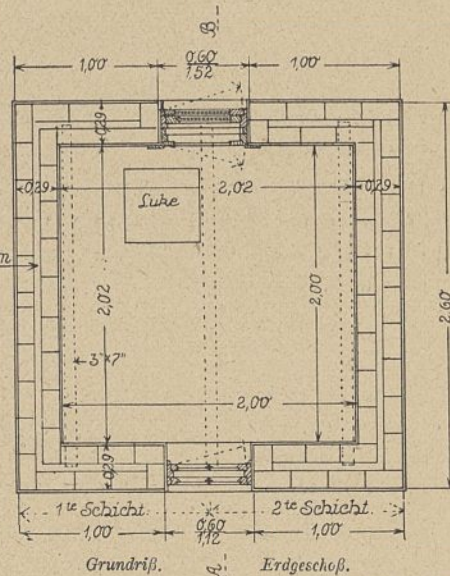 B
1,00 0,60 1,00
1,52
0,29
0,29 2,02 0,29
Luke
n
2,02 2,00 2,60
3"×7"
2,00
0,29
1te Schicht. 2te Schicht.
1,00 0,60 1,00
1,12
Grundriß. A Erdgeschoß.